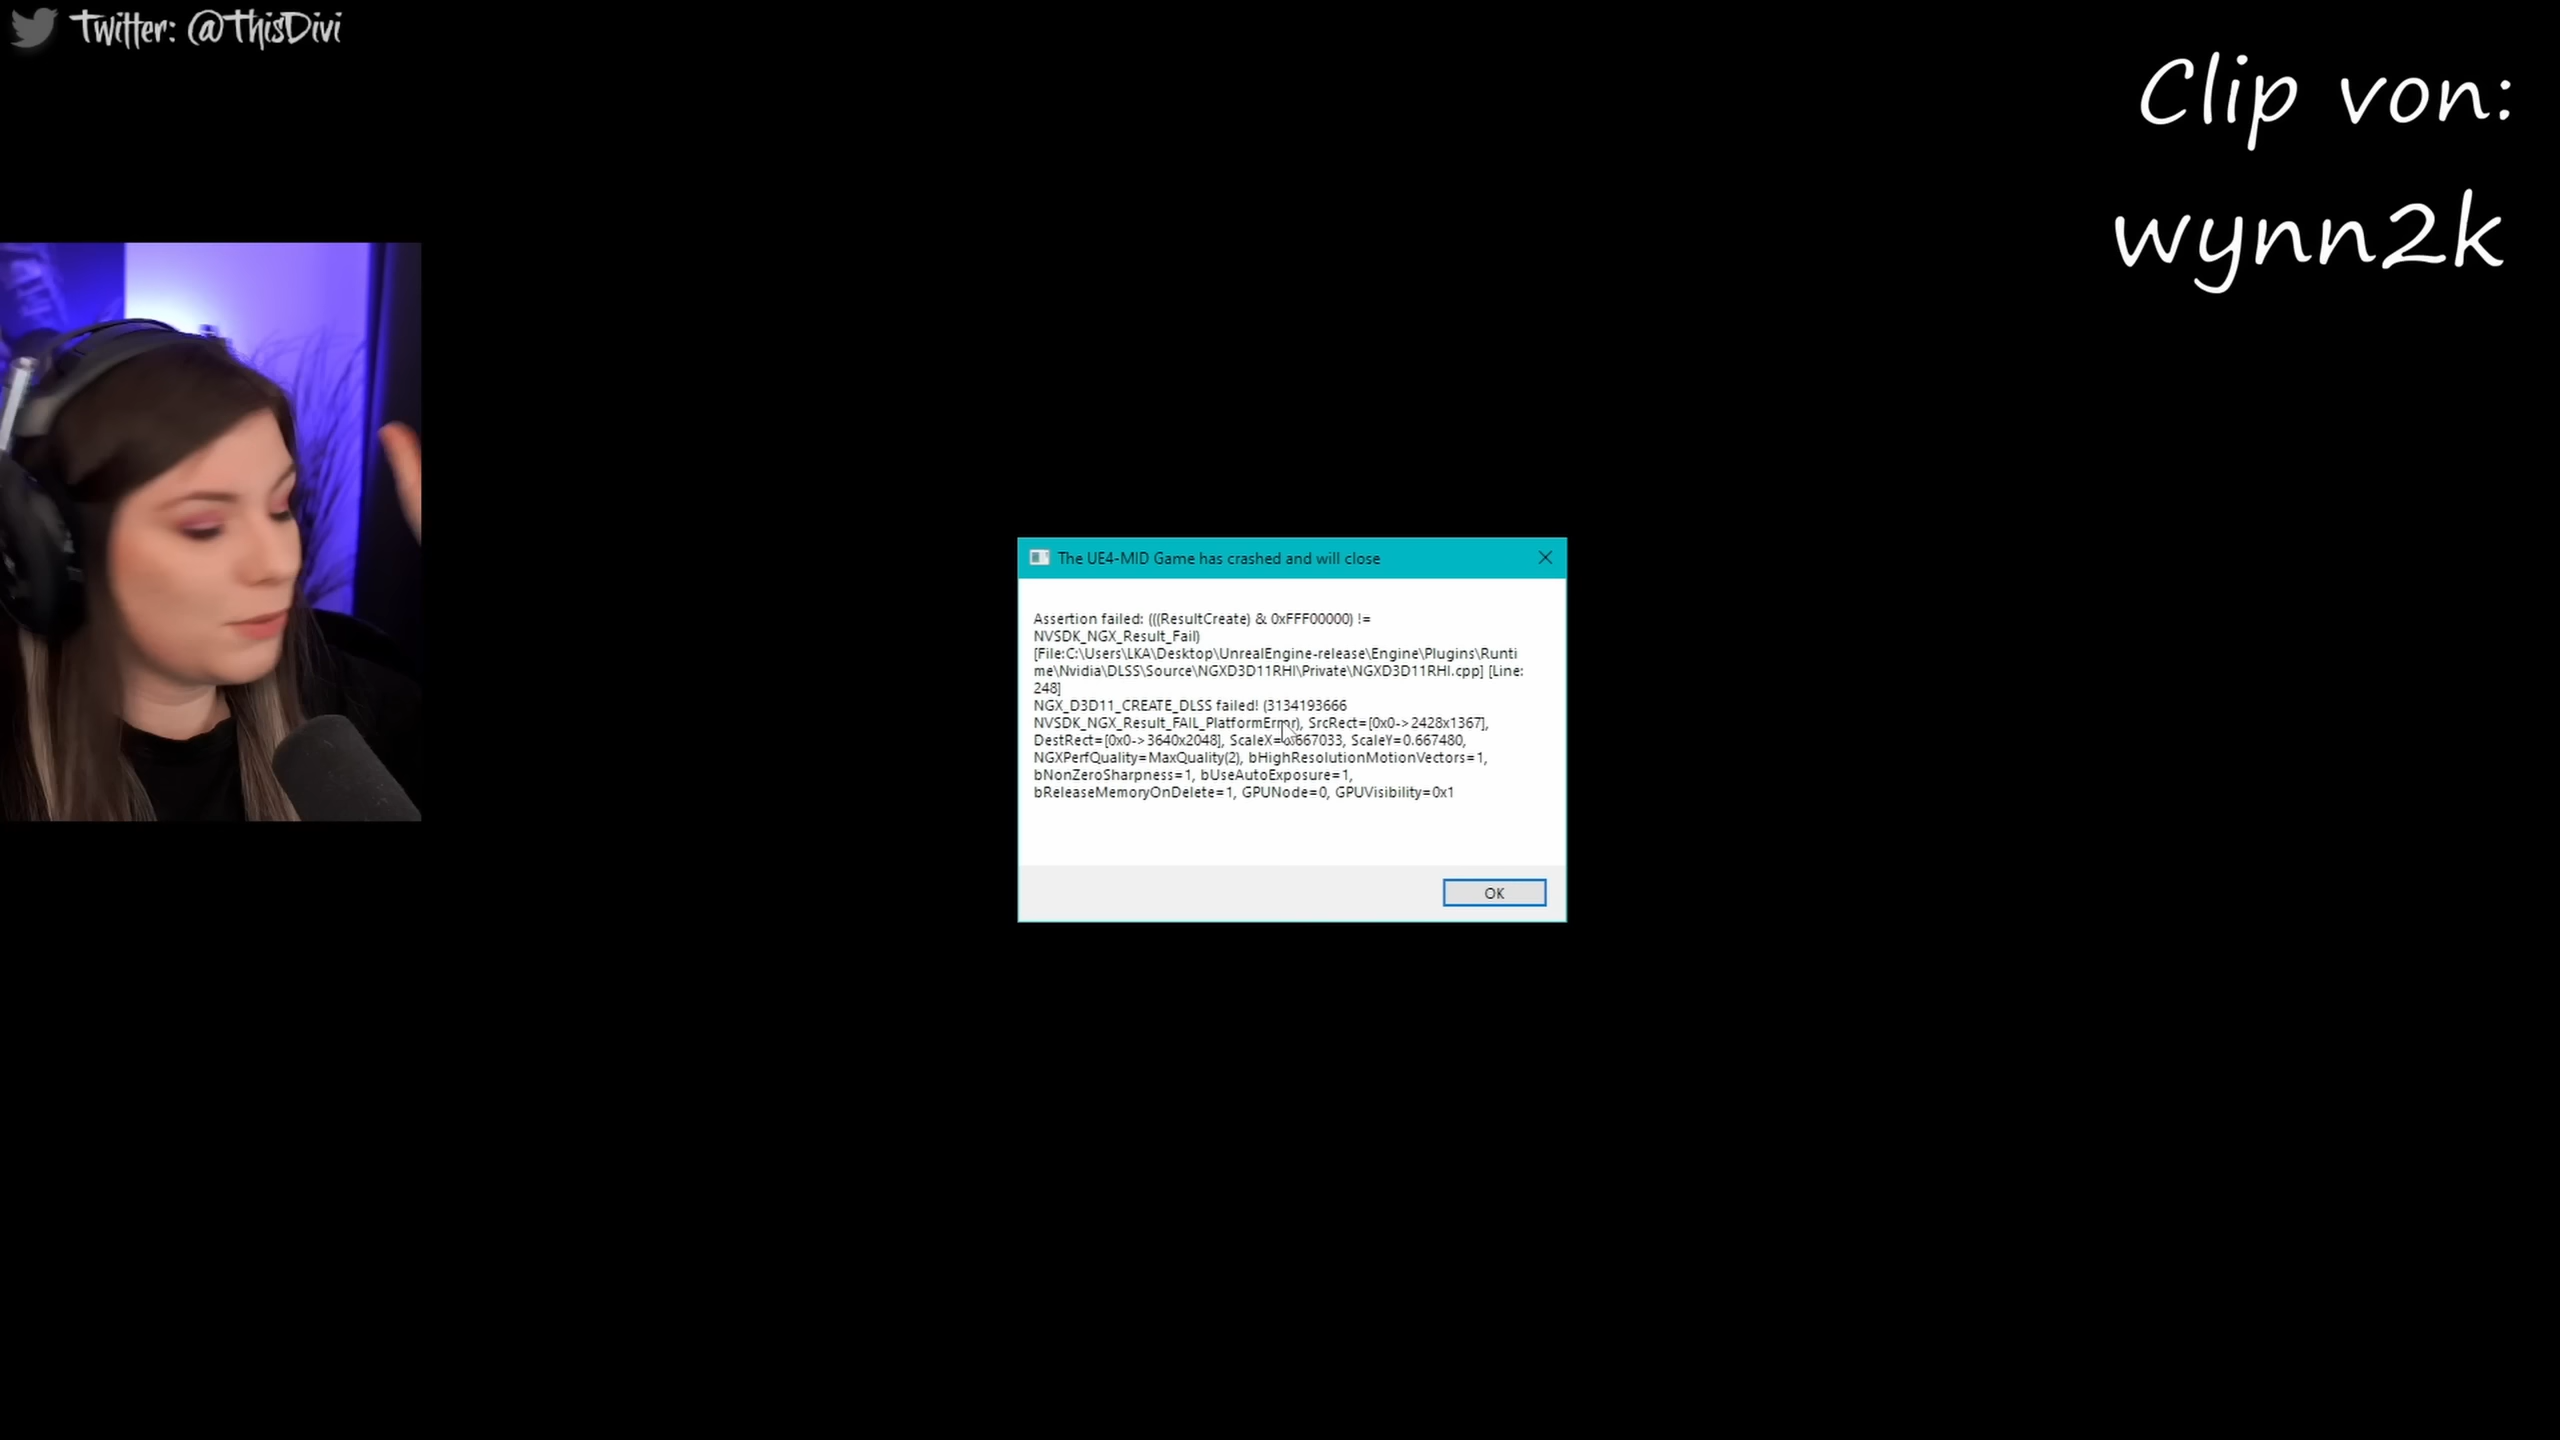 Twitter: @ThisDivi
Clip von:
wynn2k
The UE4-MID Game has crashed and will close
Assertion failed: (((ResultCreate) & 0xFFF00000) !=
NVSDK_NGX_Result_Fail)
[File:C:\Users\LKA\Desktop\UnrealEngine-release\Engine\Plugins\Runti
me\Nvidia\DLSS\Source\NGXD3D11RHI\Private\NGXD3D11RHI.cpp] [Line:
248]
NGX_D3D11_CREATE_DLSS failed! (3134193666
NVSDK_NGX_Result_FAIL_PlatformError), SrcRect=[0x0->2428x1367],
DestRect=[0x0->3640x2048], ScaleX=0.667033, ScaleY=0.667480,
NGXPerfQuality=MaxQuality(2), bHighResolutionMotionVectors=1,
bNonZeroSharpness=1, bUseAutoExposure=1,
bReleaseMemoryOnDelete=1, GPUNode=0, GPUVisibility=0x1
OK